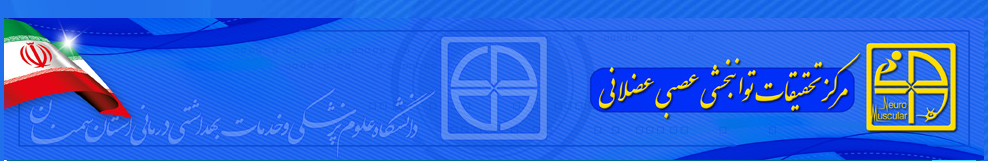 مرکز تحقیقات توانبخشی عصبی عضلانی
Neuro
Muscular
دانشگاه علوم پزشکی و خدمات بهداشتی درمانی استان سمنان